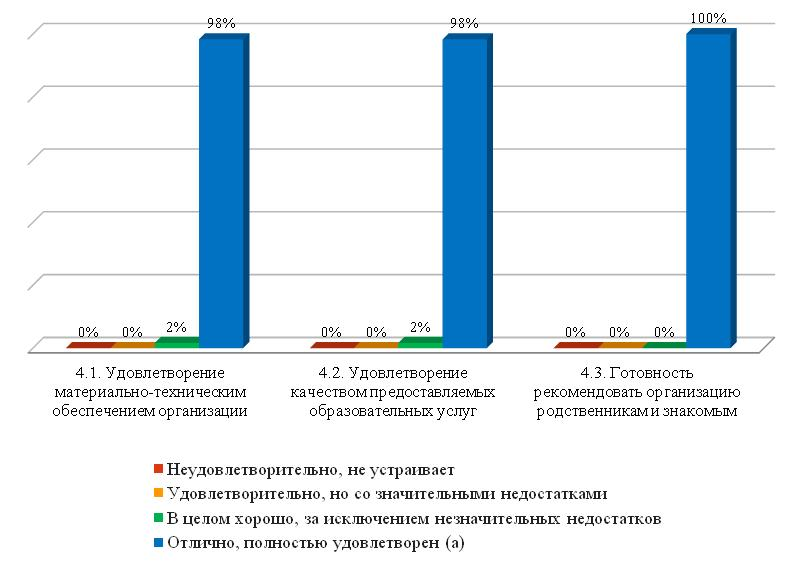 98%
98%
100%
0%
0%
2%
0%
0%
2%
0%
0%
0%
4.1. Удовлетворение
материально-техническим
обеспечением организации
4.2. Удовлетворение
качеством предоставляемых
образовательных услуг
4.3. Готовность
рекомендовать организацию
родственникам и знакомым
Неудовлетворительно, не устраивает
Удовлетворительно, но со значительными недостатками
В целом хорошо, за исключением незначительных недостатков
Отлично, полностью удовлетворен (а)